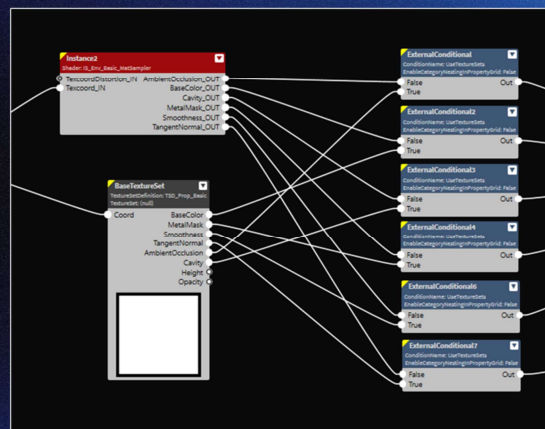 Instance2
Shader: IS_Env_Basic_MatSampler
TexcoordDistortion_IN
Texcoord_IN
AmbientOcclusion_OUT
BaseColor_OUT
Cavity_OUT
MetalMask_OUT
Smoothness_OUT
TangentNormal_OUT
BaseTextureSet
TextureSetDefinition: TSD_Prop_Basic
TextureSet: (null)
Coord
BaseColor
MetalMask
Smoothness
TangentNormal
AmbientOcclusion
Cavity
Height
Opacity
ExternalConditional
ConditionName: UseTextureSets
EnableCategoryNestingInPropertyGrid: False
False Out
True
ExternalConditional2
ConditionName: UseTextureSets
EnableCategoryNestingInPropertyGrid: False
False Out
True
ExternalConditional3
ConditionName: UseTextureSets
EnableCategoryNestingInPropertyGrid: False
False Out
True
ExternalConditional4
ConditionName: UseTextureSets
EnableCategoryNestingInPropertyGrid: False
False Out
True
ExternalConditional6
ConditionName: UseTextureSets
EnableCategoryNestingInPropertyGrid: False
False Out
True
ExternalConditional7
ConditionName: UseTextureSets
EnableCategoryNestingInPropertyGrid: False
False Out
True